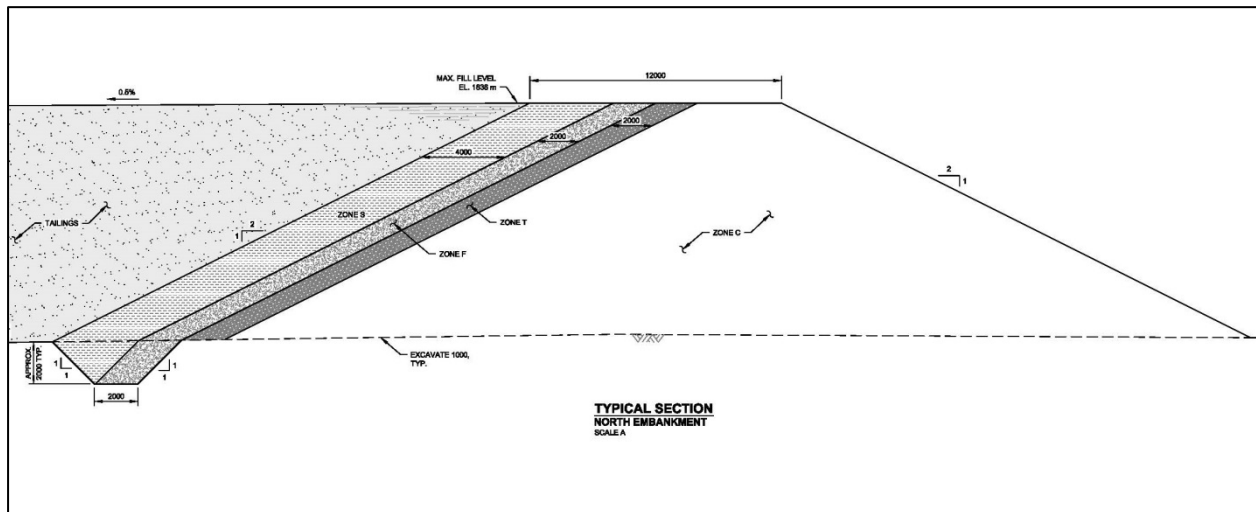 12000
MAX. FILL LEVEL
EL. 1638 m
0.5%
2000
2000
4000
2
1
ZONE S
2
1
TAILINGS
ZONE T
ZONE C
ZONE F
EXCAVATE 1000,
TYP.
APPROX.
2000 TYP.
1
1
1
1
2000
TYPICAL SECTION
NORTH EMBANKMENT
SCALE A